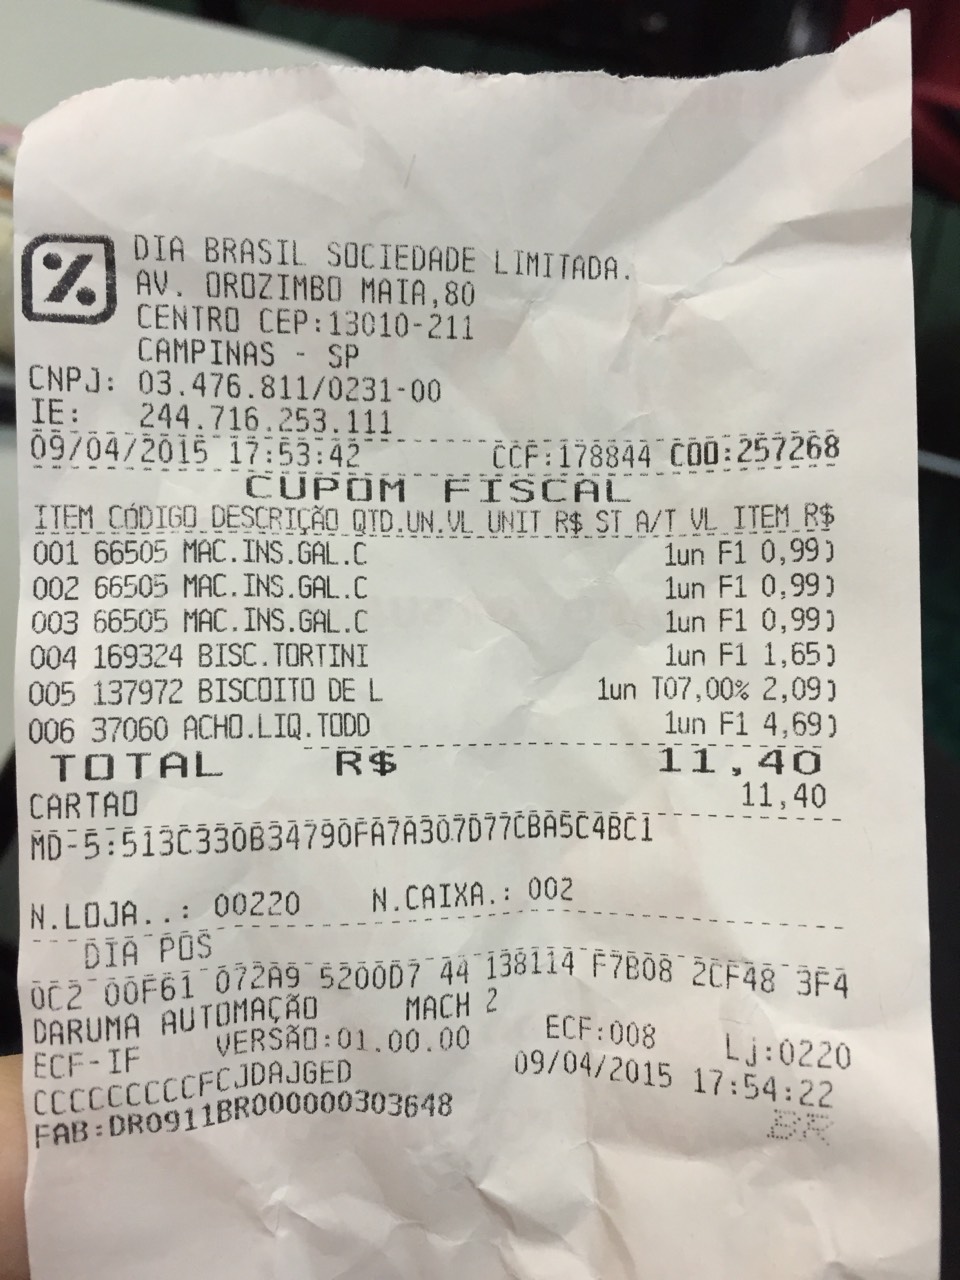 DIA BRASIL SOCIEDADE LIMITADA.
AV. OROZIMBO MAIA,80
CENTRO CEP:13010-211
CAMPINAS - SP
CNPJ: 03.476.811/0231-00
IE: 244.716.253.111
09/04/2015 17:53:42 CCF:178844 COO:257268
CUPOM FISCAL
ITEM CÓDIGO DESCRIÇÃO QTD.UN.VL UNIT R$ ST A/T VL ITEM R$
001 66505 MAC.INS.GAL.C 1un F1 0,99)
002 66505 MAC.INS.GAL.C 1un F1 0,99)
003 66505 MAC.INS.GAL.C 1un F1 0,99)
004 169324 BISC.TORTINI 1un F1 1,65)
005 137972 BISCOITO DE L 1un T07,00% 2,09)
006 37060 ACHO.LIQ.TODD 1un F1 4,69)
TOTAL R$ 11,40
CARTAO 11,40
MD-5:513C330B34790FA7A307D77CBA5C4BC1
N.LOJA..: 00220 N.CAIXA.: 002
DIA POS
0C2 00F61 072A9 5200D7 44 138114 F7B08 2CF48 3F4
DARUMA AUTOMAÇÃO MACH 2
ECF-IF VERSÃO:01.00.00 ECF:008 Lj:0220
CCCCCCCCCFCJDAJGED 09/04/2015 17:54:22
FAB:DR0911BR000000303648 BR